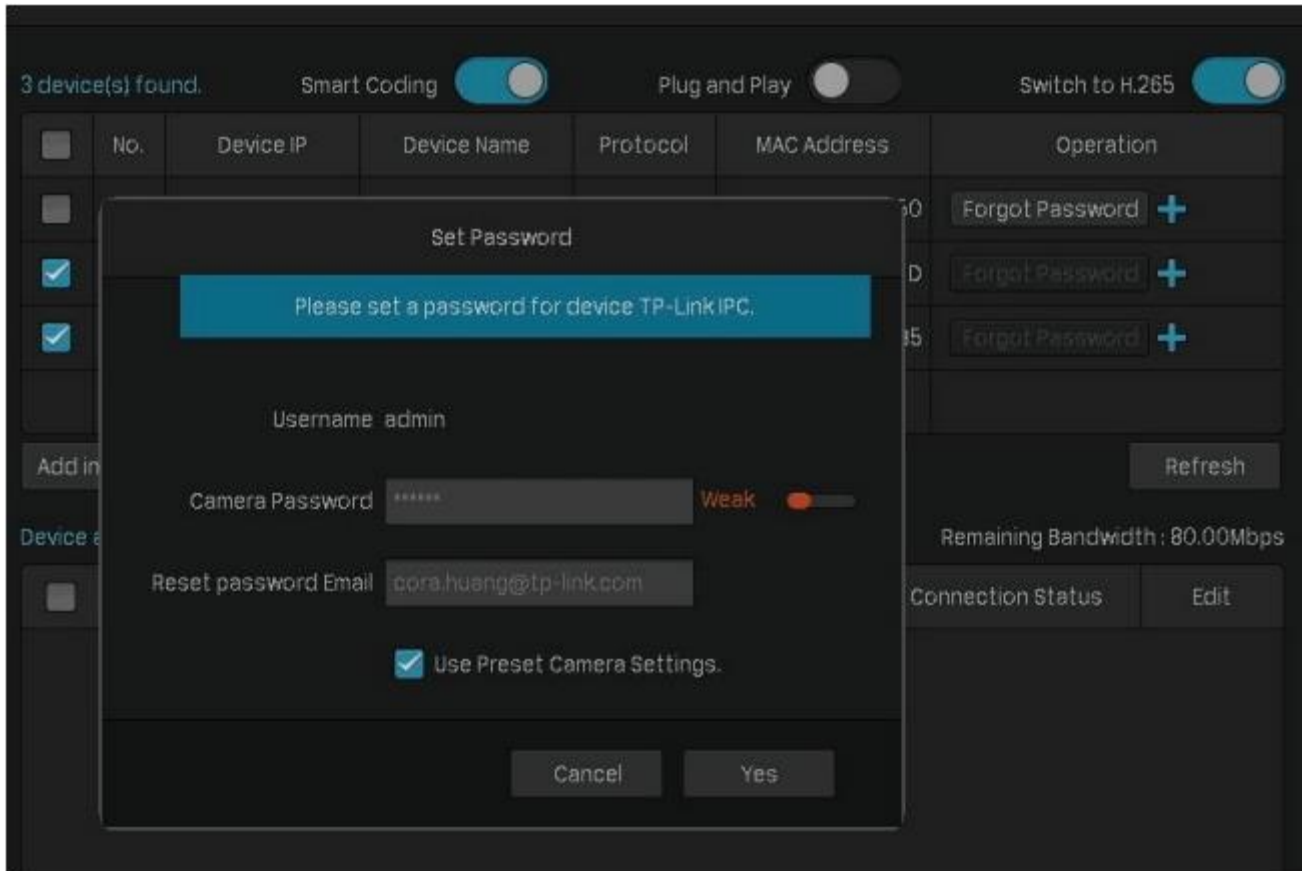 3 device(s) found. Smart Coding Plug and Play Switch to H.265
No. Device IP Device Name Protocol MAC Address Operation
60 Forgot Password
Set Password
D Forgot Password
Please set a password for device TP-Link IPC.
35 Forgot Password
Username admin
Add in
Refresh
Camera Password ****** Weak
Device
Remaining Bandwidth : 80.00Mbps
Reset password Email cora.huang@tp-link.com
Connection Status Edit
Use Preset Camera Settings.
Cancel Yes